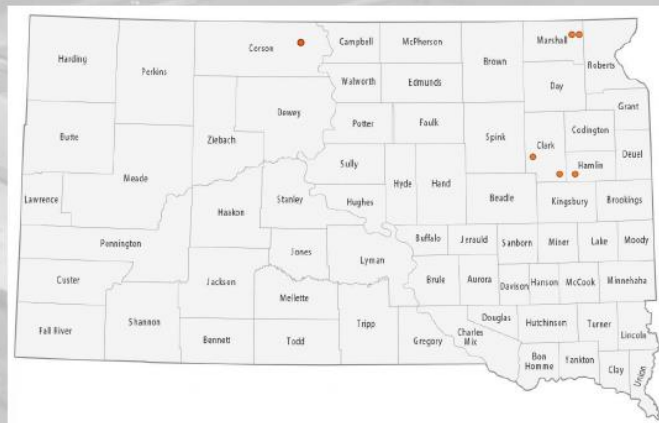 Harding
Perkins
Corson
Campbell
McPherson
Brown
Marshall
Roberts
Walworth
Edmunds
Day
Grant
Dewey
Ziebach
Butte
Meade
Potter
Faulk
Spink
Clark
Codington
Hamlin
Deuel
Sully
Hyde
Hand
Beadle
Kingsbury
Brookings
Lawrence
Haakon
Stanley
Hughes
Pennington
Jones
Lyman
Buffalo
Jerauld
Sanborn
Miner
Lake
Moody
Custer
Jackson
Mellette
Brule
Aurora
Davison
Hanson
McCook
Minnehaha
Fall River
Shannon
Bennett
Todd
Tripp
Gregory
Charles
Mix
Douglas
Hutchinson
Turner
Lincoln
Bon
Homme
Yankton
Clay
Union